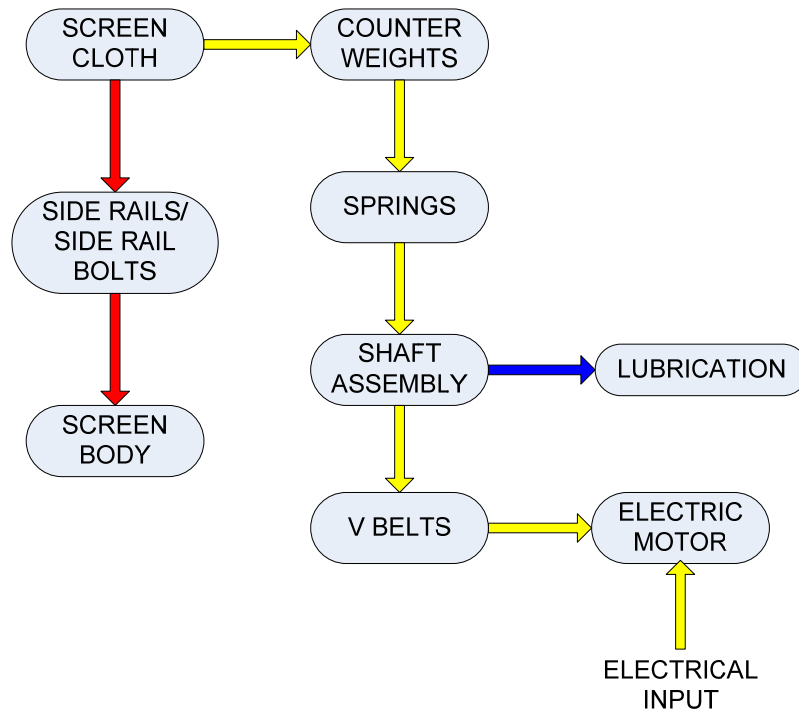 SCREEN
CLOTH
COUNTER
WEIGHTS
SIDE RAILS/
SIDE RAIL
BOLTS
SPRINGS
SHAFT
ASSEMBLY
LUBRICATION
SCREEN
BODY
V BELTS
ELECTRIC
MOTOR
ELECTRICAL
INPUT